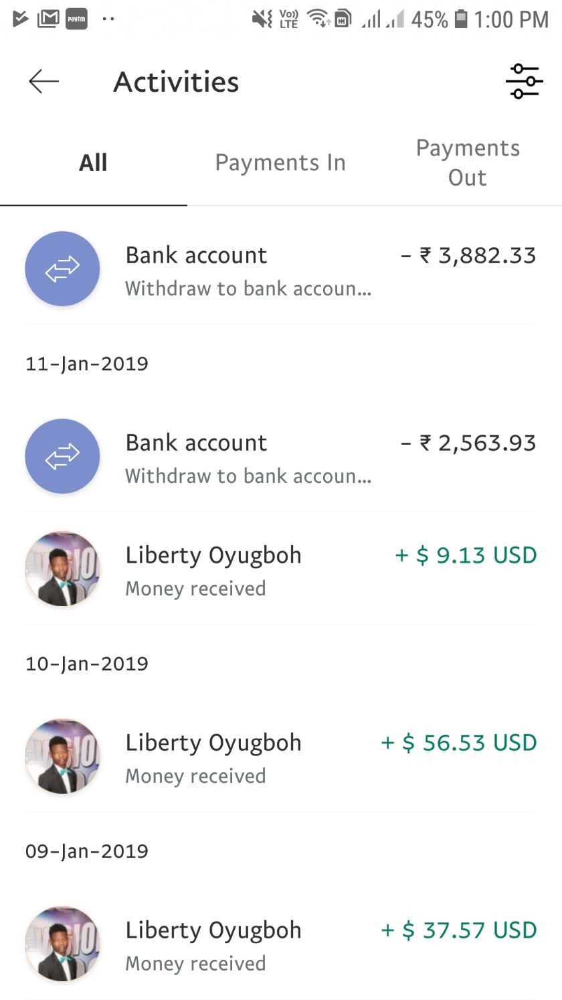 Paytm Vo)) LTE 45% 1:00 PM
Activities
All Payments In Payments Out
Bank account - ₹ 3,882.33
Withdraw to bank accoun...
11-Jan-2019
Bank account - ₹ 2,563.93
Withdraw to bank accoun...
Liberty Oyugboh + $ 9.13 USD
Money received
10-Jan-2019
Liberty Oyugboh + $ 56.53 USD
Money received
09-Jan-2019
Liberty Oyugboh + $ 37.57 USD
Money received